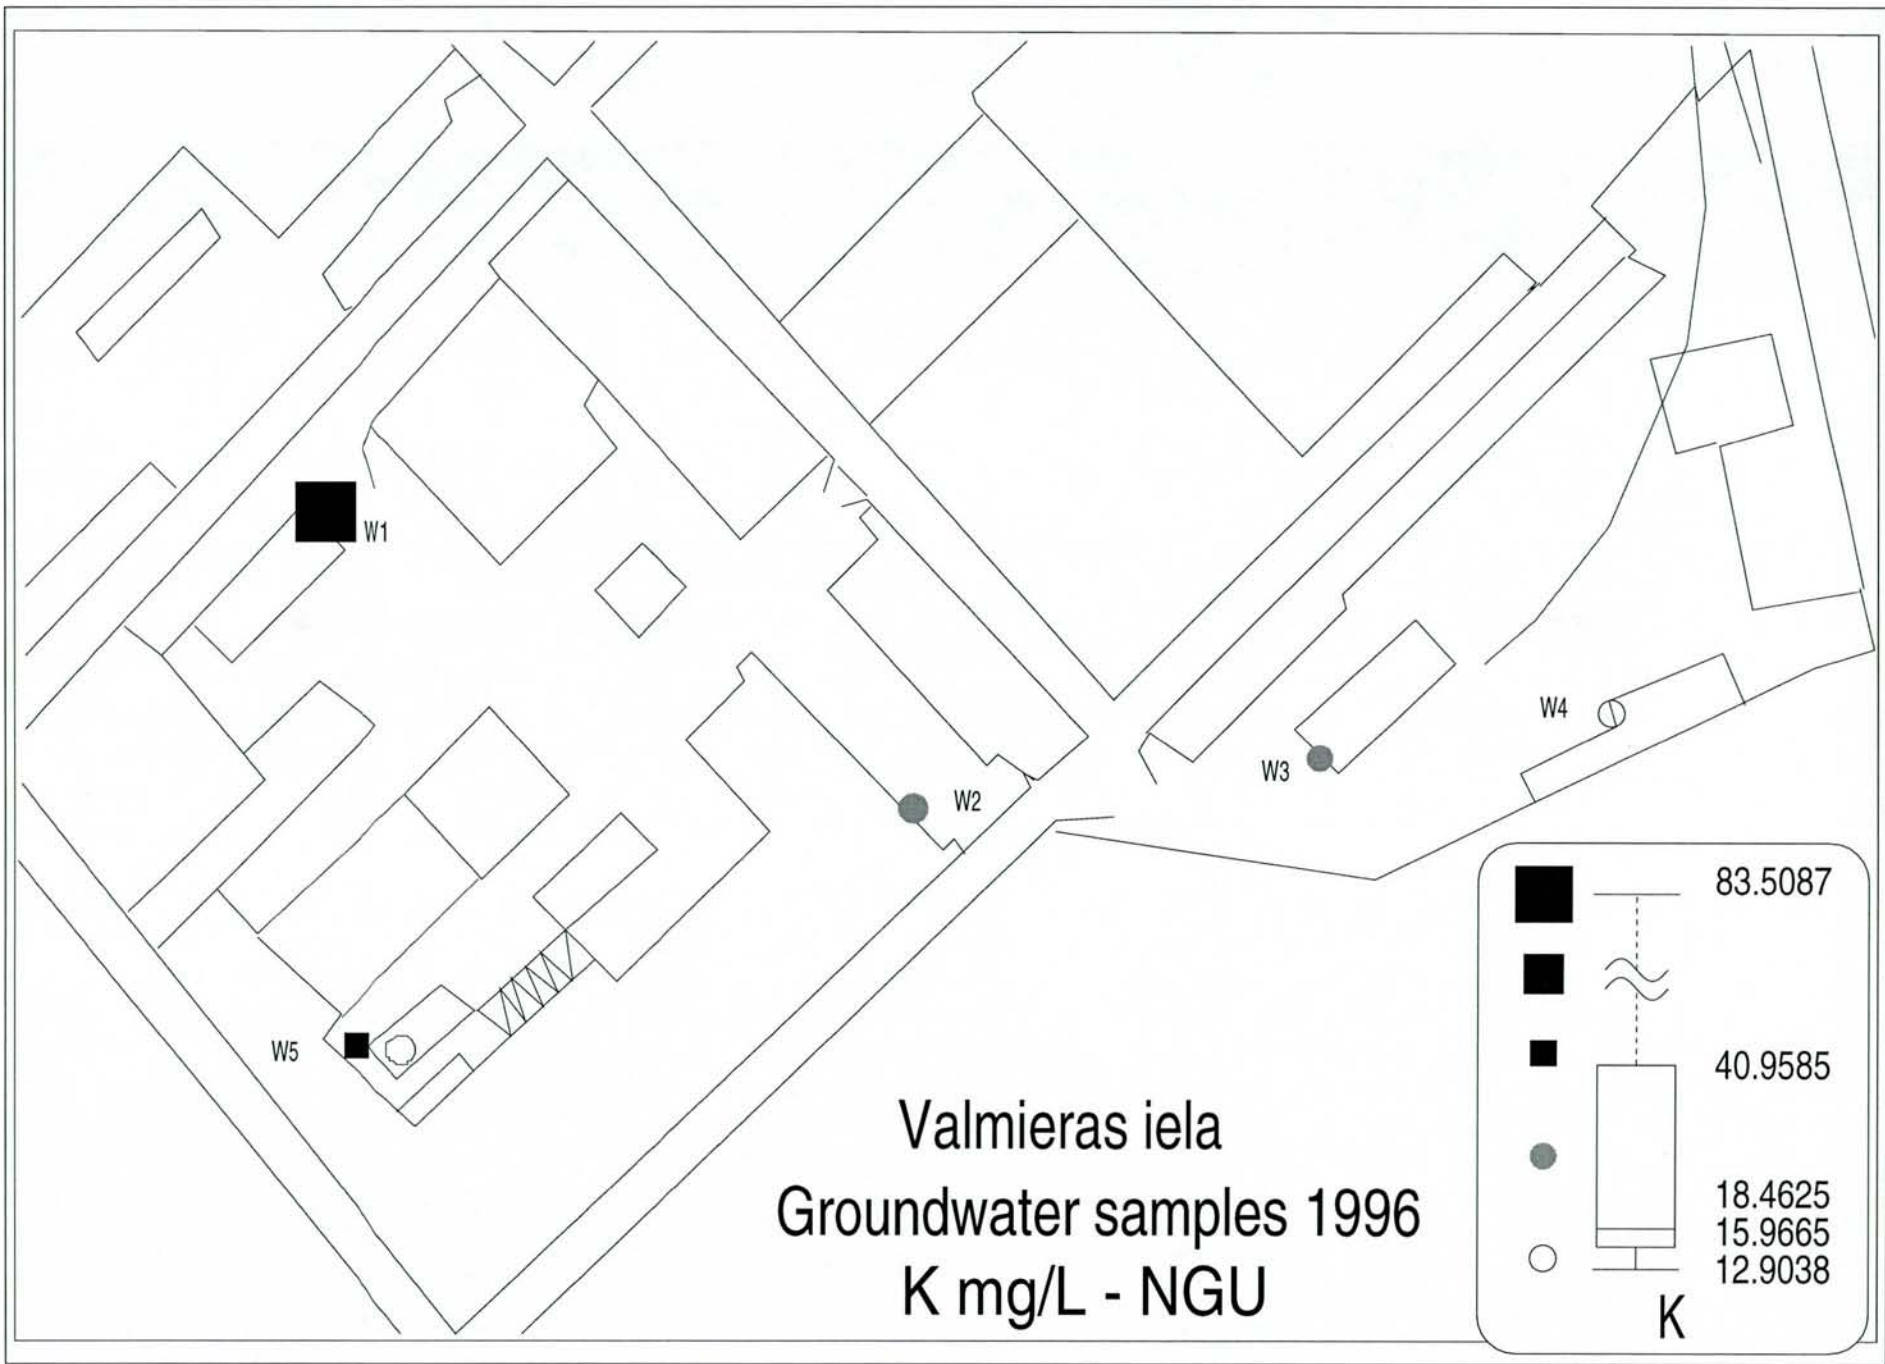 W1
W4
W3
W2
W5
83.5087
40.9585
18.4625
15.9665
12.9038
K
Valmieras iela
Groundwater samples 1996
K mg/L - NGU